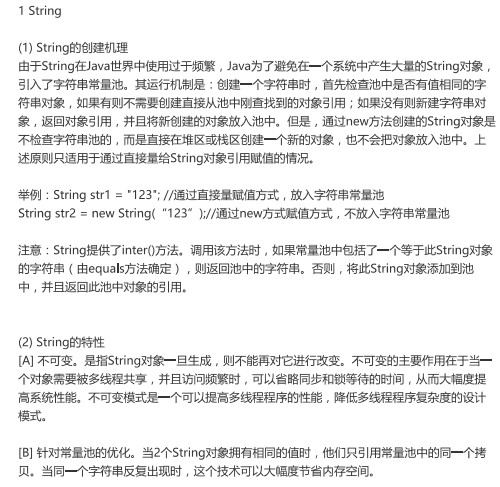 1 String
(1) String的创建机理
由于String在Java世界中使用过于频繁，Java为了避免在一个系统中产生大量的String对象，
引入了字符串常量池。其运行机制是：创建一个字符串时，首先检查池中是否有值相同的字
符串对象，如果有则不需要创建直接从池中刚查找到的对象引用；如果没有则新建字符串对
象，返回对象引用，并且将新创建的对象放入池中。但是，通过new方法创建的String对象是
不检查字符串池的，而是直接在堆区或栈区创建一个新的对象，也不会把对象放入池中。上
述原则只适用于通过直接量给String对象引用赋值的情况。
举例：String str1 = "123"; //通过直接量赋值方式，放入字符串常量池
String str2 = new String(“123”);//通过new方式赋值方式，不放入字符串常量池
注意：String提供了inter()方法。调用该方法时，如果常量池中包括了一个等于此String对象
的字符串（由equals方法确定），则返回池中的字符串。否则，将此String对象添加到池
中，并且返回此池中对象的引用。
(2) String的特性
[A] 不可变。是指String对象一旦生成，则不能再对它进行改变。不可变的主要作用在于当一
个对象需要被多线程共享，并且访问频繁时，可以省略同步和锁等待的时间，从而大幅度提
高系统性能。不可变模式是一个可以提高多线程程序的性能，降低多线程程序复杂度的设计
模式。
[B] 针对常量池的优化。当2个String对象拥有相同的值时，他们只引用常量池中的同一个拷
贝。当同一个字符串反复出现时，这个技术可以大幅度节省内存空间。